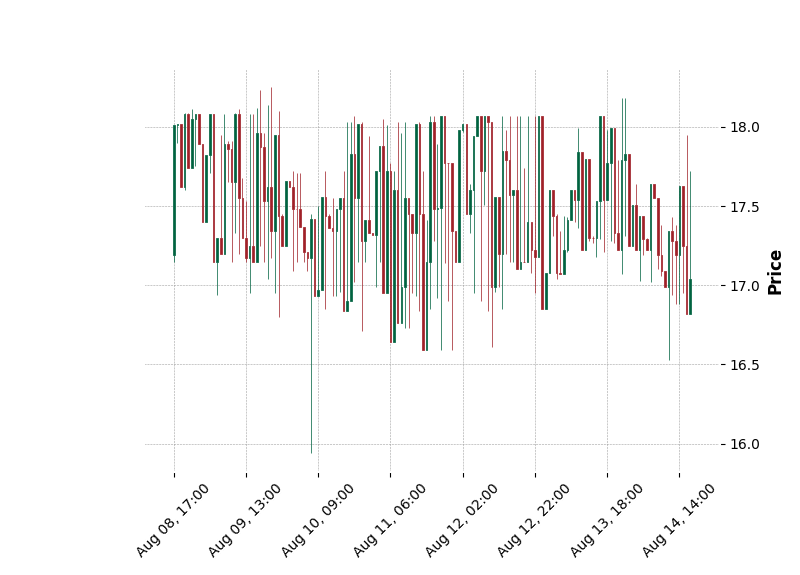 18.0
17.5
17.0
16.5
16.0
Price
Aug 08, 17:00
Aug 09, 13:00
Aug 10, 09:00
Aug 11, 06:00
Aug 12, 02:00
Aug 12, 22:00
Aug 13, 18:00
Aug 14, 14:00